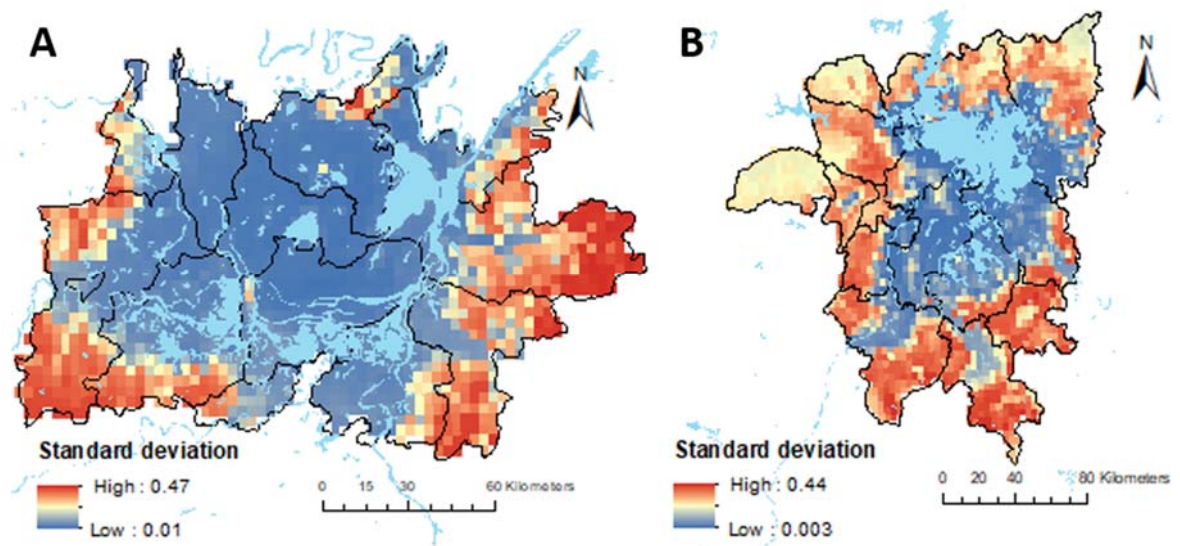 A
N
Standard deviation
High : 0.47
Low : 0.01
0 15 30 60 Kilometers
B
N
Standard deviation
High : 0.44
Low : 0.003
0 20 40 80 Kilometers